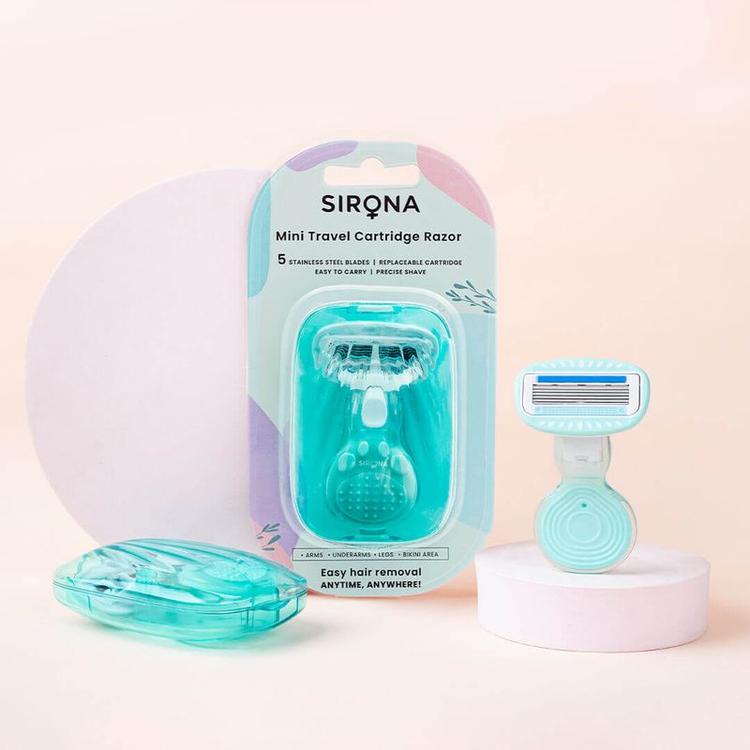 SIRONA
Mini Travel Cartridge Razor
5 STAINLESS STEEL BLADES | REPLACEABLE CARTRIDGE
EASY TO CARRY | PRECISE SHAVE
SIRONA
• ARMS • UNDERARMS • LEGS • BIKINI AREA
Easy hair removal
ANYTIME, ANYWHERE!